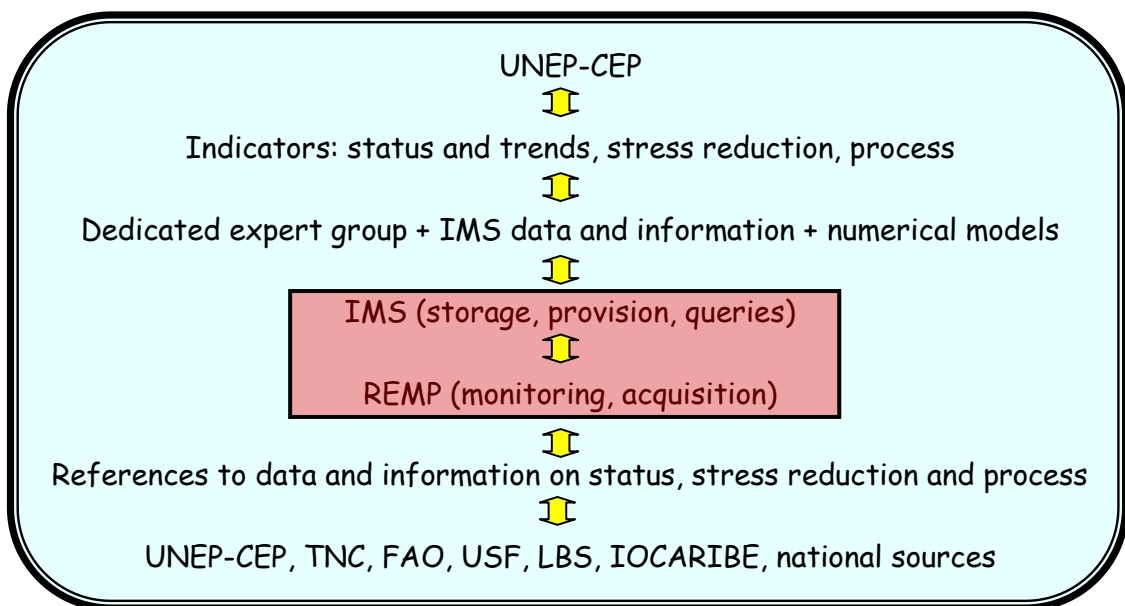 UNEP-CEP
Indicators: status and trends, stress reduction, process
Dedicated expert group + IMS data and information + numerical models
IMS (storage, provision, queries)
REMP (monitoring, acquisition)
References to data and information on status, stress reduction and process
UNEP-CEP, TNC, FAO, USF, LBS, IOCARIBE, national sources